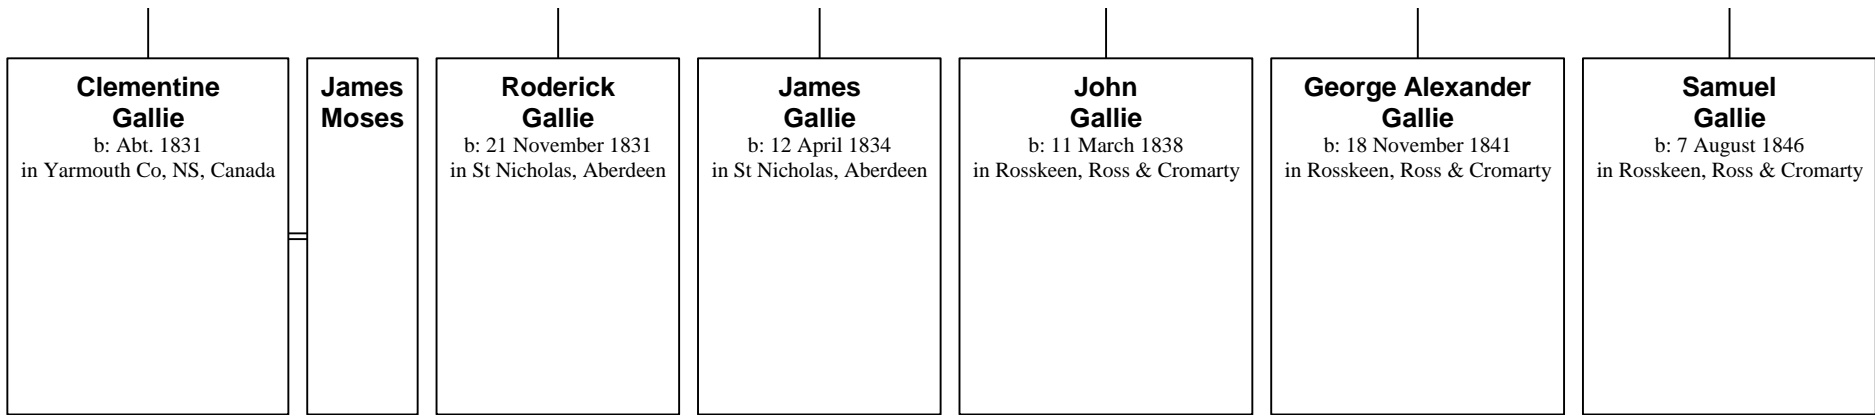 Clementine
Gallie
b: Abt. 1831
in Yarmouth Co, NS, Canada
James
Moses
Roderick
Gallie
b: 21 November 1831
in St Nicholas, Aberdeen
James
Gallie
b: 12 April 1834
in St Nicholas, Aberdeen
John
Gallie
b: 11 March 1838
in Rosskeen, Ross & Cromarty
George Alexander
Gallie
b: 18 November 1841
in Rosskeen, Ross & Cromarty
Samuel
Gallie
b: 7 August 1846
in Rosskeen, Ross & Cromarty